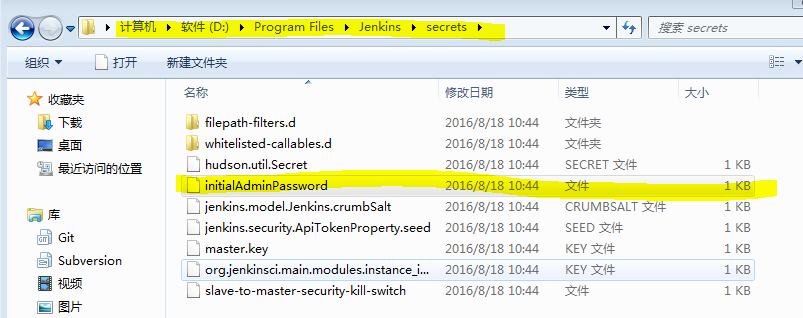 计算机 软件 (D:) Program Files Jenkins secrets 搜索 secrets
组织 打开 新建文件夹
收藏夹
下载
桌面
最近访问的位置
库
Git
Subversion
视频
图片
名称 修改日期 类型 大小
filepath-filters.d 2016/8/18 10:44 文件夹
whitelisted-callables.d 2016/8/18 10:44 文件夹
hudson.util.Secret 2016/8/18 10:44 SECRET 文件 1 KB
initialAdminPassword 2016/8/18 10:44 文件 1 KB
jenkins.model.Jenkins.crumbSalt 2016/8/18 10:44 CRUMBSALT 文件 1 KB
jenkins.security.ApiTokenProperty.seed 2016/8/18 10:44 SEED 文件 1 KB
master.key 2016/8/18 10:44 KEY 文件 1 KB
org.jenkinsci.main.modules.instance_i... 2016/8/18 10:44 KEY 文件 1 KB
slave-to-master-security-kill-switch 2016/8/18 10:44 文件 1 KB